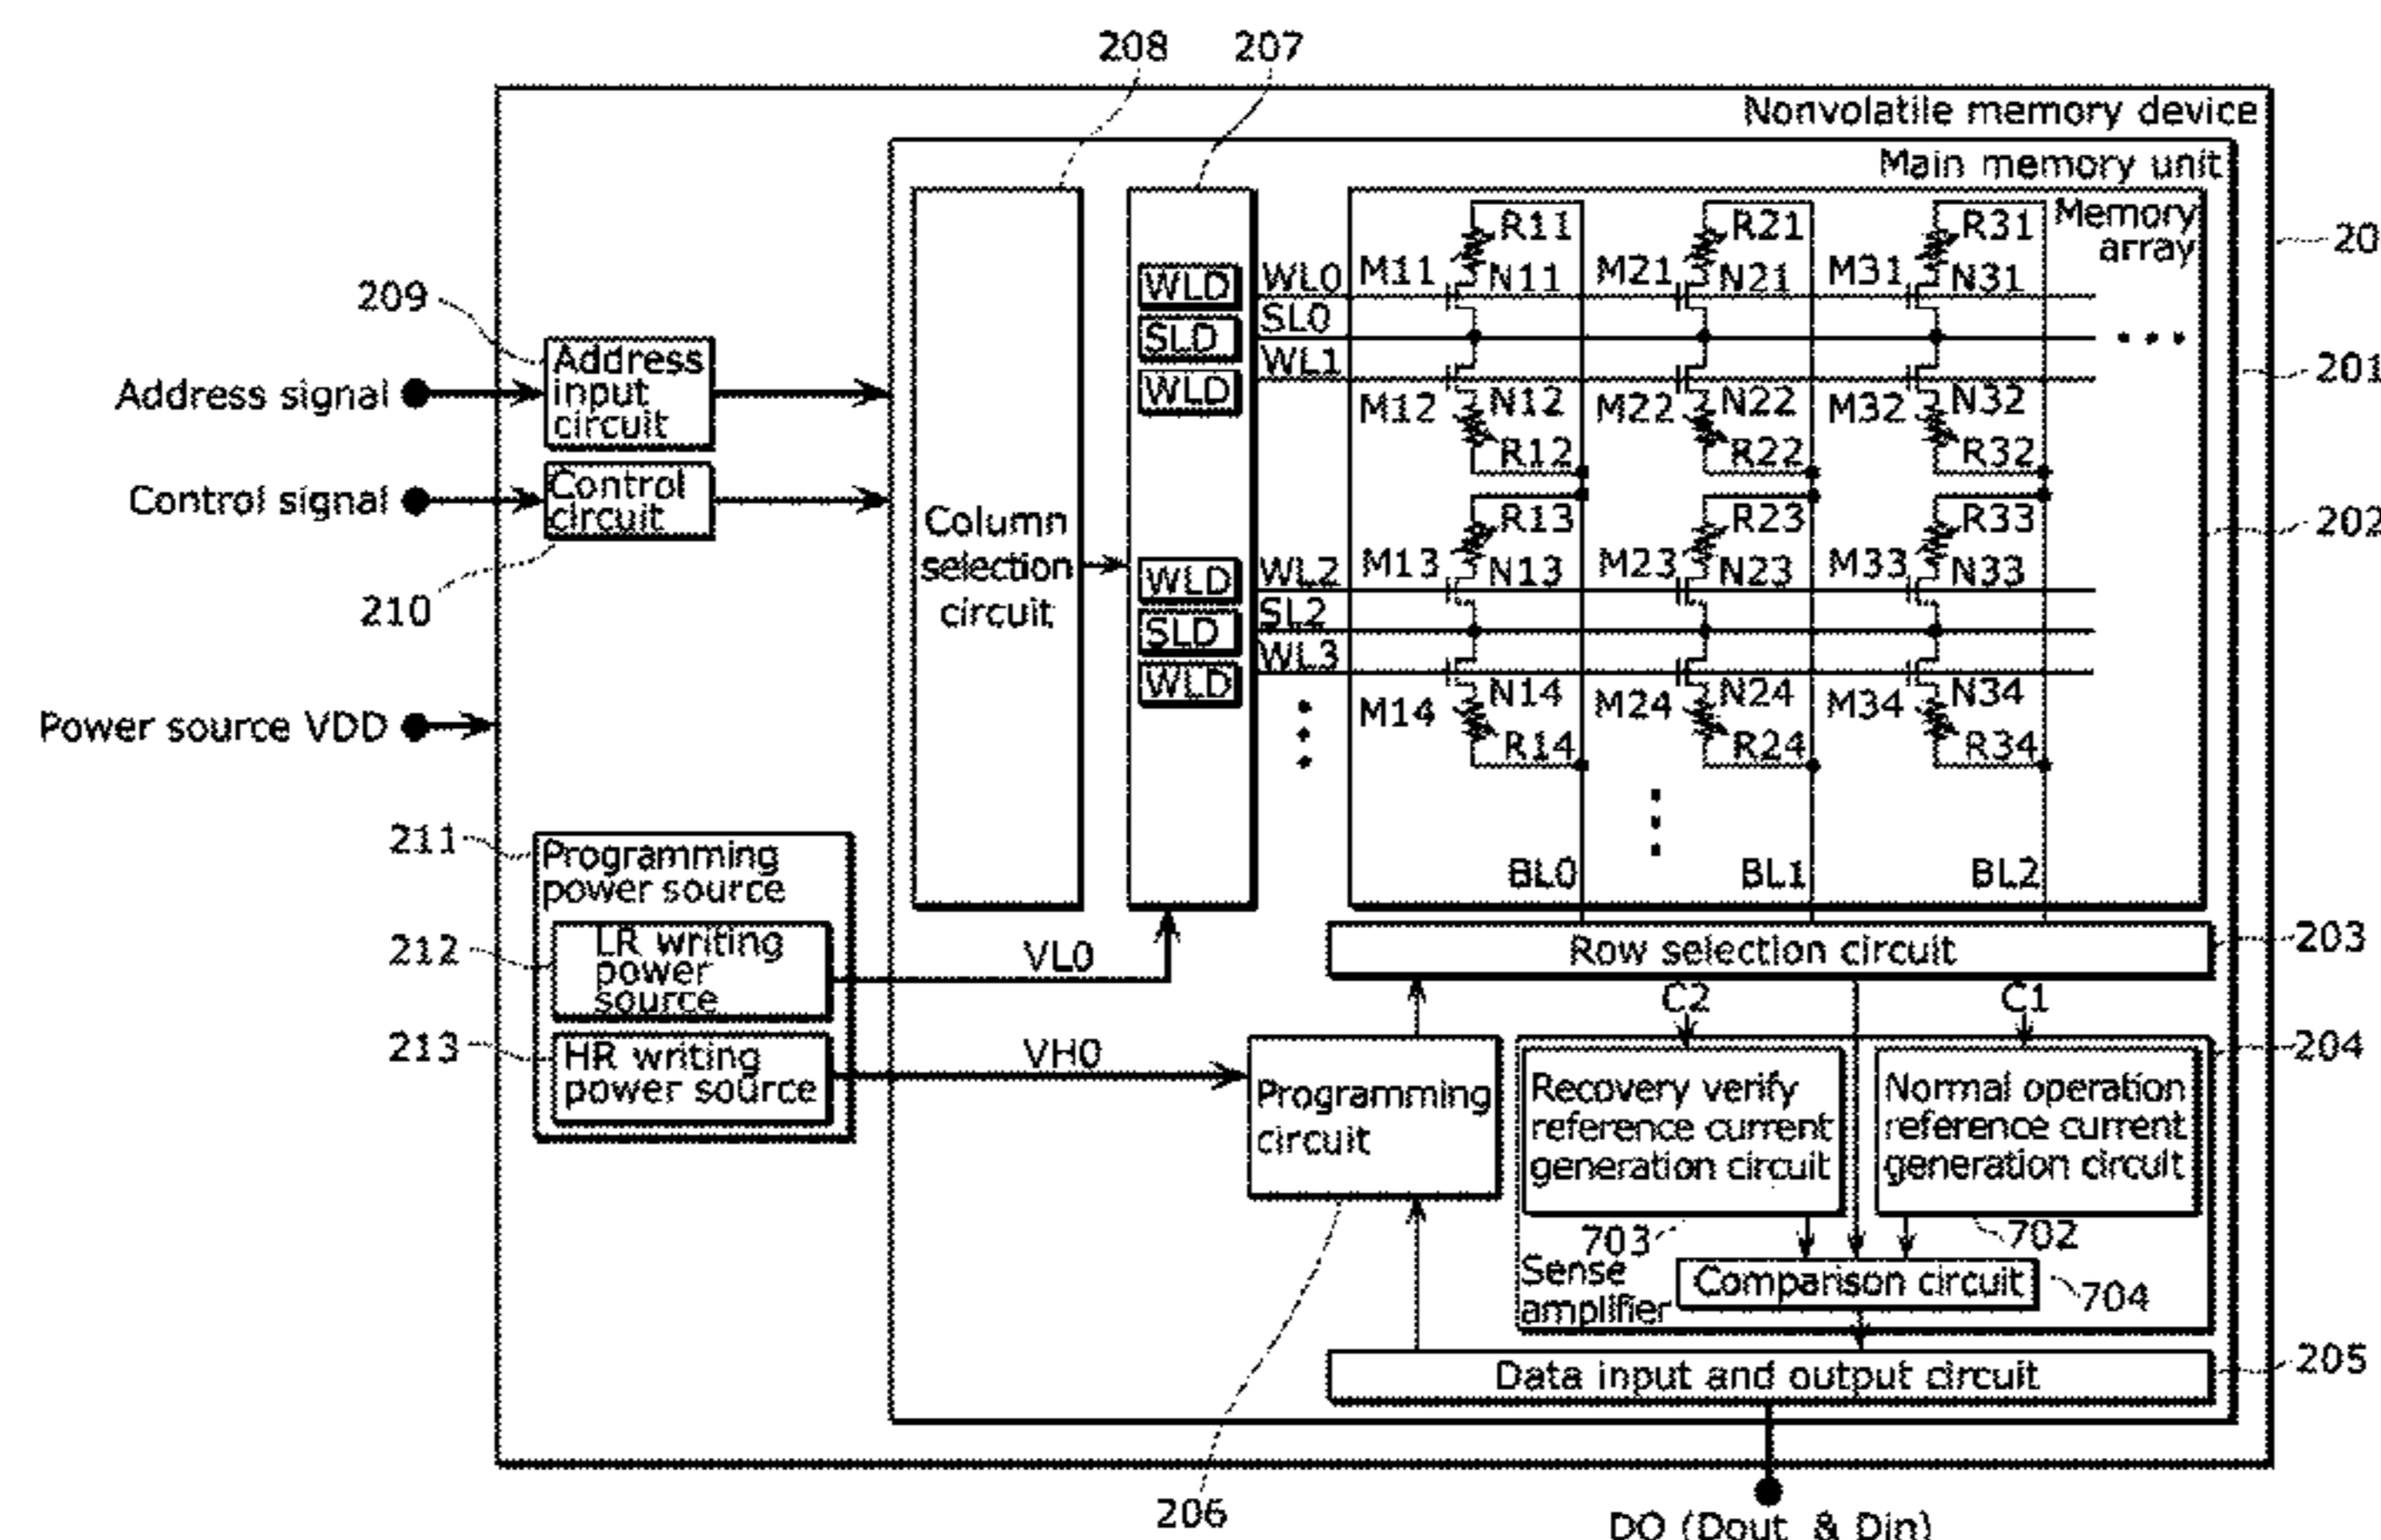 208 207
Nonvolatile memory device
Main memory unit
Memory
array
R11 R21 R31
20
M11 N11 M21 N21 M31 N31
WLD WL0
SLD SL0
WLD WL1
201
209
Address
input
circuit
Address signal
M12 N12 M22 N22 M32 N32
R12 R22 R32
Control signal
Control
circuit
210
Column
selection
circuit
R13 R23 R33
202
M13 N13 M23 N23 M33 N33
WLD WL2
SLD SL2
WLD WL3
M14 N14 M24 N24 M34 N34
R14 R24 R34
Power source VDD
BL0 BL1 BL2
211
Programming
power source
212
LR writing
power
source
VL0
Row selection circuit
203
C2 C1
213
HR writing
power source
VH0
Programming
circuit
204
Recovery verify
reference current
generation circuit
Normal operation
reference current
generation circuit
703 702
Sense
amplifier
Comparison circuit
704
Data input and output circuit
205
206
DO (Dout & Din)